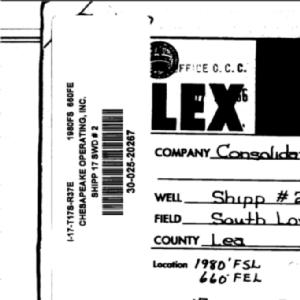 I-17-T17S-R37E 1980FS 660FE
CHESAPEAKE OPERATING, INC.
SHIPP 17 SWD # 2
30-025-20267
OFFICE O. C. C.
LEX
COMPANY Consolida
WELL Shipp # 2
FIELD South Lo
COUNTY Lea
Location 1980' FSL
660' FEL